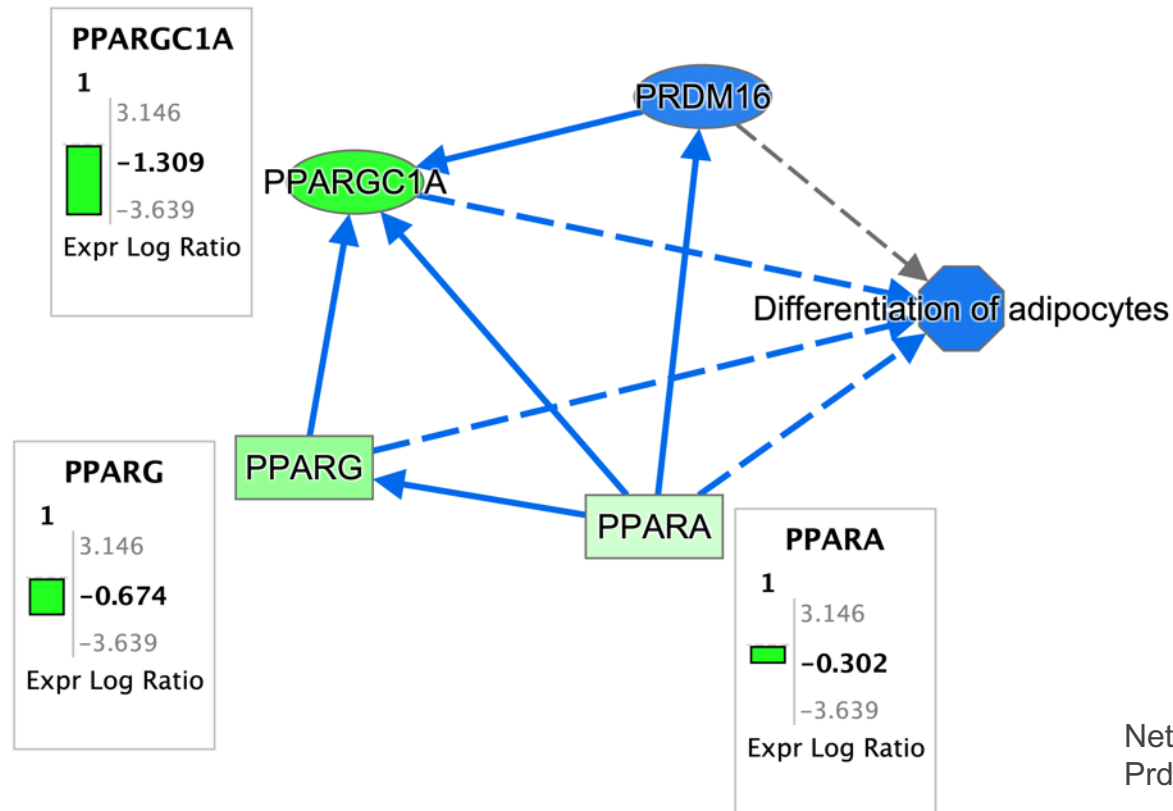 PPARGC1A
1
3.146
-1.309
-3.639
Expr Log Ratio
PRDM16
PPARGC1A
Differentiation of adipocytes
PPARG
PPARA
PPARG
1
3.146
-0.674
-3.639
Expr Log Ratio
PPARA
1
3.146
-0.302
-3.639
Expr Log Ratio
Net
Prd